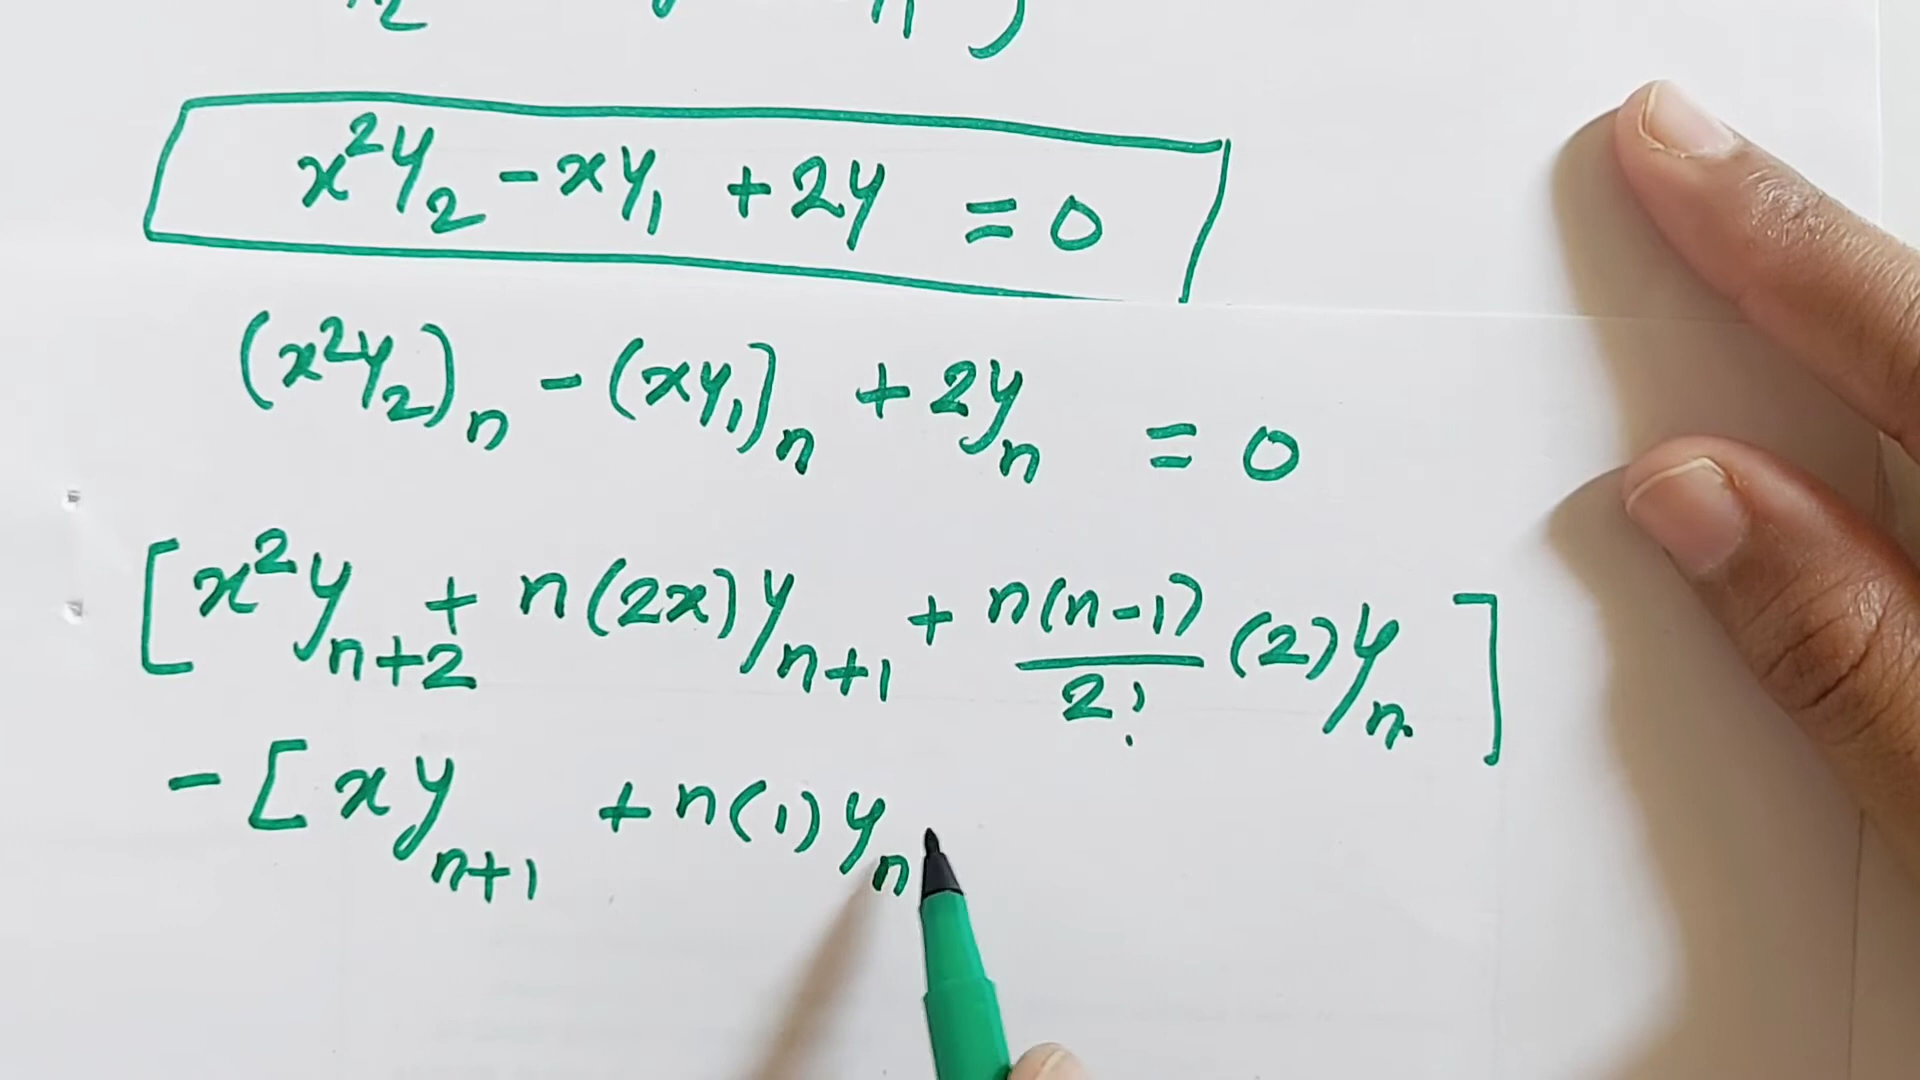 x²y₂ - xy₁ + 2y = 0
(x²y₂)ₙ - (xy₁)ₙ + 2yₙ = 0
[x²yₙ₊₂ + n(2x)yₙ₊₁ + n(n-1)/2! (2)yₙ]
- [xyₙ₊₁ + n(1)yₙ